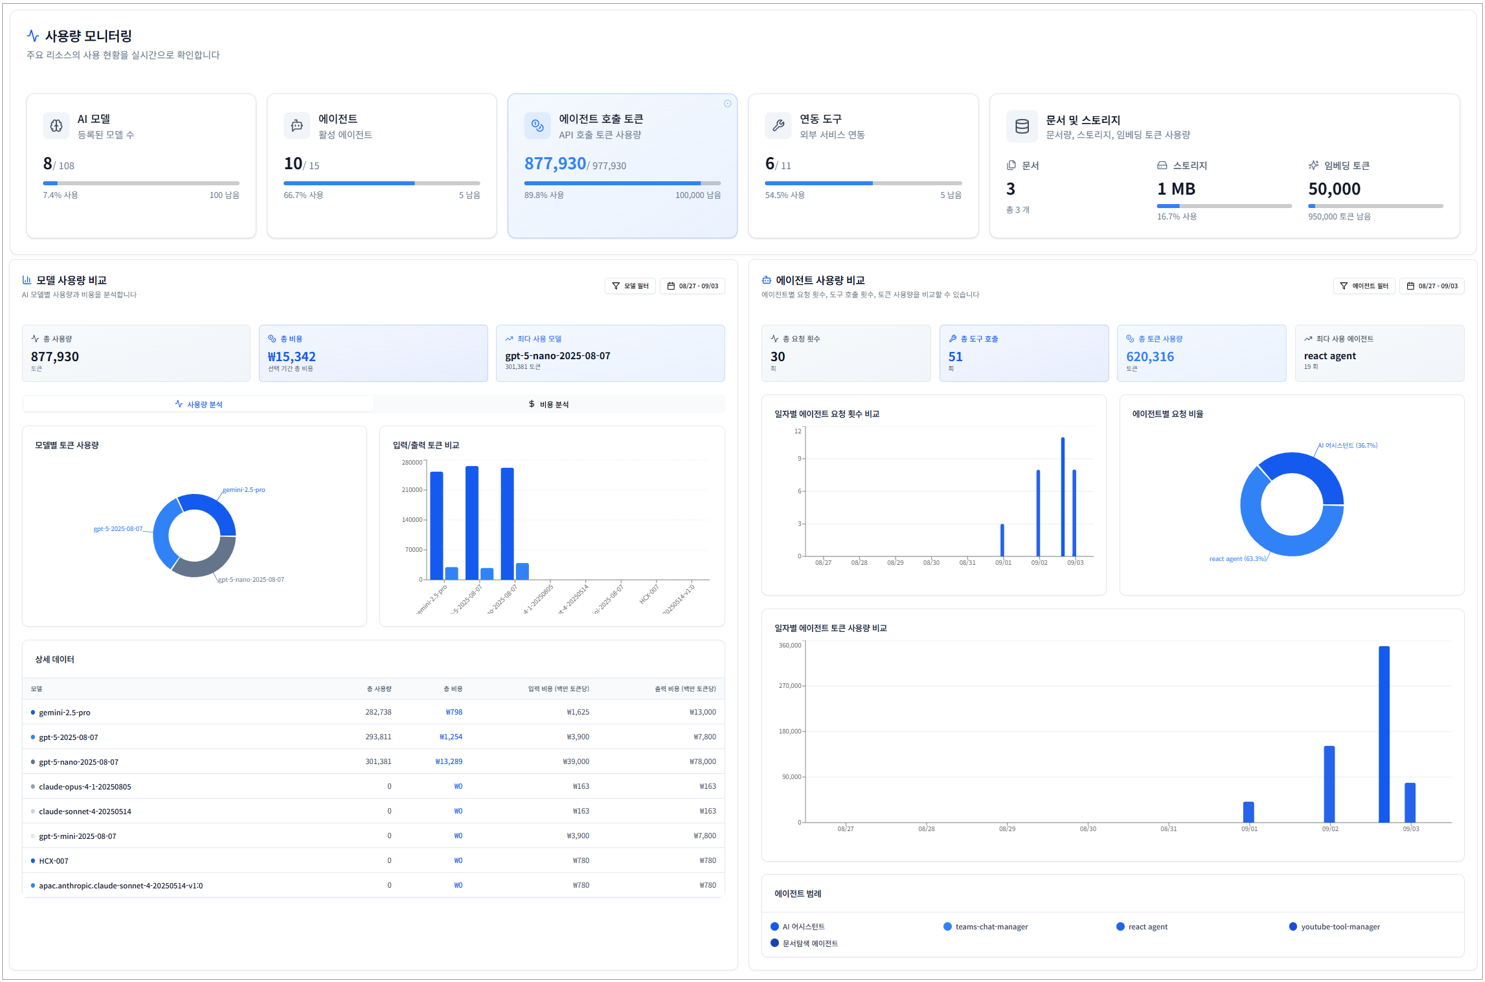 사용량 모니터링
주요 리소스의 사용 현황을 실시간으로 확인합니다
AI 모델
등록된 모델 수
8/ 108
7.4% 사용 100 남음
에이전트
활성 에이전트
10/ 15
66.7% 사용 5 남음
에이전트 호출 토큰
API 호출 토큰 사용량
877,930/ 977,930
89.8% 사용 100,000 남음
연동 도구
외부 서비스 연동
6/ 11
54.5% 사용 5 남음
문서 및 스토리지
문서량, 스토리지, 임베딩 토큰 사용량
문서
3
총 3 개
스토리지
1 MB
16.7% 사용
임베딩 토큰
50,000
950,000 토큰 남음
모델 사용량 비교
AI 모델별 사용량과 비용을 분석합니다
모델 필터
08/27 - 09/03
총 사용량
877,930
토큰
총 비용
₩15,342
선택 기간 총 비용
최다 사용 모델
gpt-5-nano-2025-08-07
301,381 토큰
사용량 분석
비용 분석
모델별 토큰 사용량
gemini-2.5-pro
gpt-5-2025-08-07
gpt-5-nano-2025-08-07
입력/출력 토큰 비교
280000
210000
140000
70000
0
emini-2.5-pro
-5-2025-08-07
no-2025-08-07
4-1-20250805
t-4-20250514
ini-2025-08-07
HCX-007
20250514-v1:0
상세 데이터
모델 총 사용량 총 비용 입력 비용 (백만 토큰당) 출력 비용 (백만 토큰당)
gemini-2.5-pro 282,738 ₩798 ₩1,625 ₩13,000
gpt-5-2025-08-07 293,811 ₩1,254 ₩3,900 ₩7,800
gpt-5-nano-2025-08-07 301,381 ₩13,289 ₩39,000 ₩78,000
claude-opus-4-1-20250805 0 ₩0 ₩163 ₩163
claude-sonnet-4-20250514 0 ₩0 ₩163 ₩163
gpt-5-mini-2025-08-07 0 ₩0 ₩3,900 ₩7,800
HCX-007 0 ₩0 ₩780 ₩780
apac.anthropic.claude-sonnet-4-20250514-v1:0 0 ₩0 ₩780 ₩780
에이전트 사용량 비교
에이전트별 요청 횟수, 도구 호출 횟수, 토큰 사용량을 비교할 수 있습니다
에이전트 필터
08/27 - 09/03
총 요청 횟수
30
회
총 도구 호출
51
회
총 토큰 사용량
620,316
토큰
최다 사용 에이전트
react agent
19 회
일자별 에이전트 요청 횟수 비교
12
9
6
3
0
08/27 08/28 08/29 08/30 08/31 09/01 09/02 09/03
에이전트별 요청 비율
AI 어시스턴트 (36.7%)
react agent (63.3%)
일자별 에이전트 토큰 사용량 비교
360,000
270,000
180,000
90,000
0
08/27 08/28 08/29 08/30 08/31 09/01 09/02 09/03
에이전트 범례
AI 어시스턴트 teams-chat-manager react agent youtube-tool-manager
문서탐색 에이전트